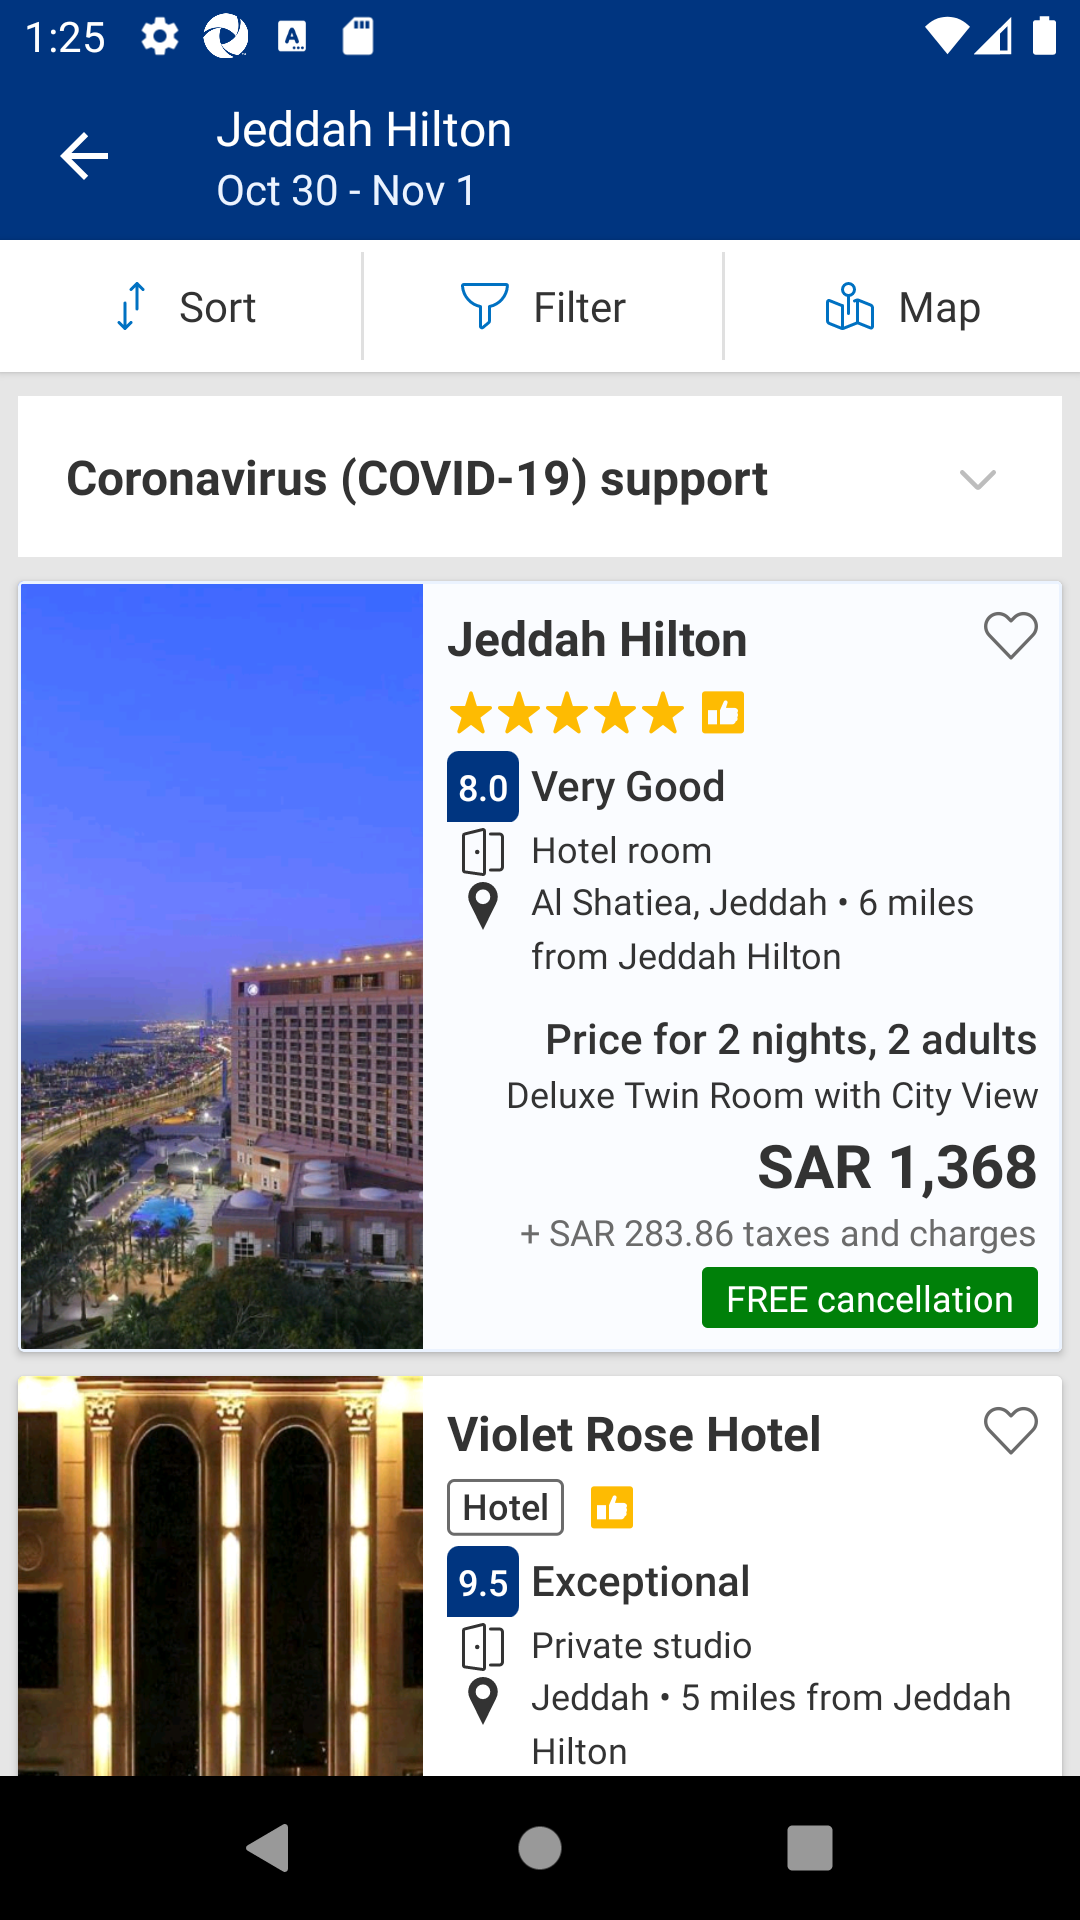 1:25
Jeddah Hilton
Oct 30 - Nov 1
Sort
Filter
Map
Coronavirus (COVID-19) support
Jeddah Hilton
8.0 Very Good
Hotel room
Al Shatiea, Jeddah • 6 miles
from Jeddah Hilton
Price for 2 nights, 2 adults
Deluxe Twin Room with City View
SAR 1,368
+ SAR 283.86 taxes and charges
FREE cancellation
Violet Rose Hotel
Hotel
9.5 Exceptional
Private studio
Jeddah • 5 miles from Jeddah
Hilton